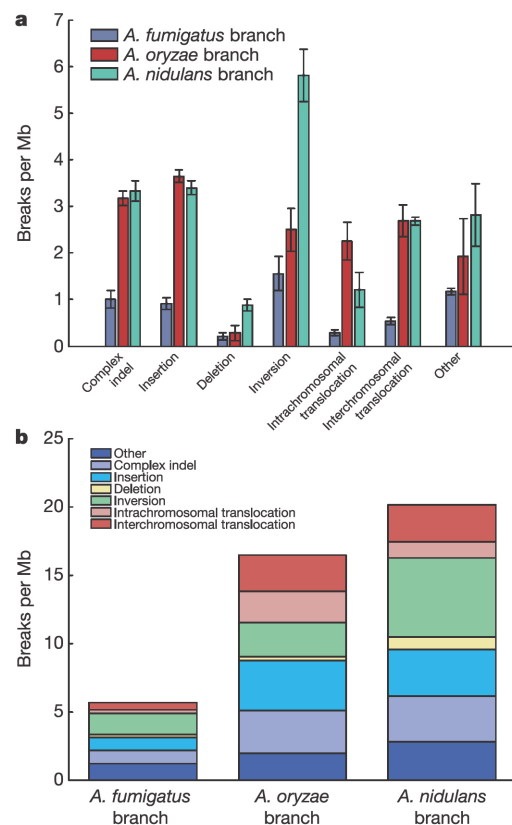 a
A. fumigatus branch
A. oryzae branch
A. nidulans branch
Breaks per Mb
7
6
5
4
3
2
1
0
Complex
indel
Insertion
Deletion
Inversion
Intrachromosomal
translocation
Interchromosomal
translocation
Other
b
Other
Complex indel
Insertion
Deletion
Inversion
Intrachromosomal translocation
Interchromosomal translocation
Breaks per Mb
25
20
15
10
5
0
A. fumigatus
branch
A. oryzae
branch
A. nidulans
branch